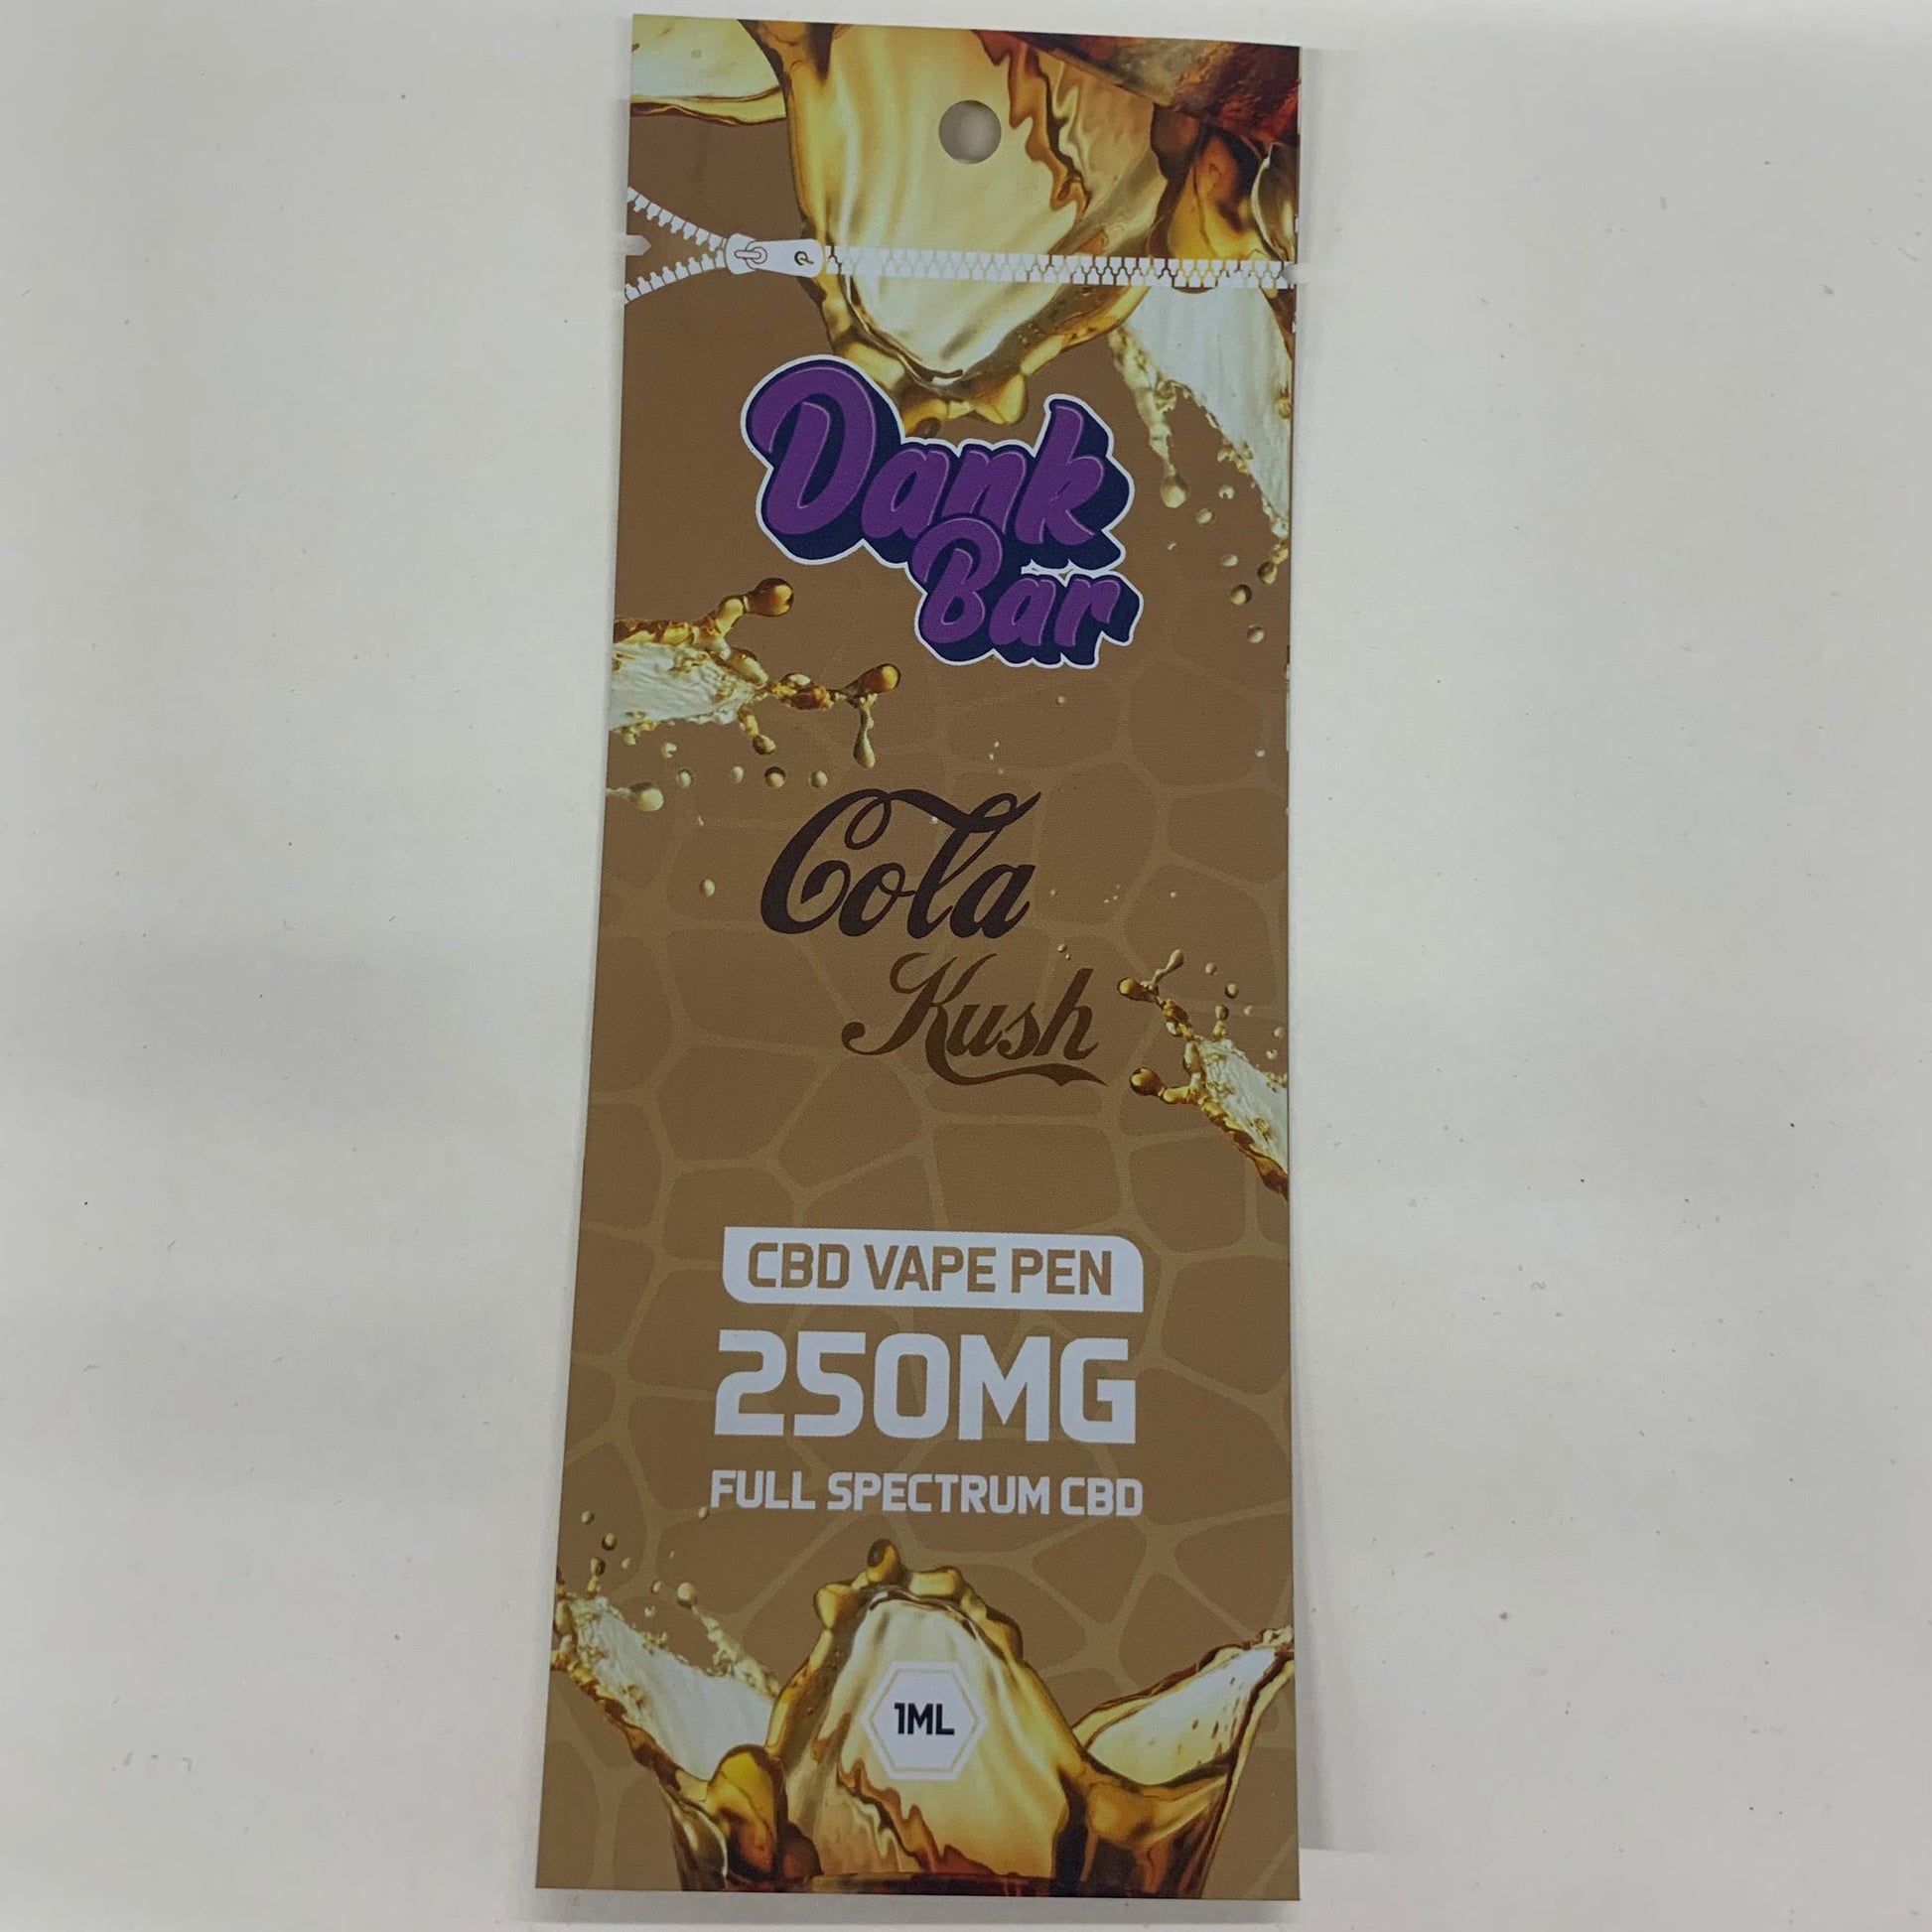 Dank
Bar
Cola
Kush
CBD VAPE PEN
250MG
FULL SPECTRUM CBD
1ML